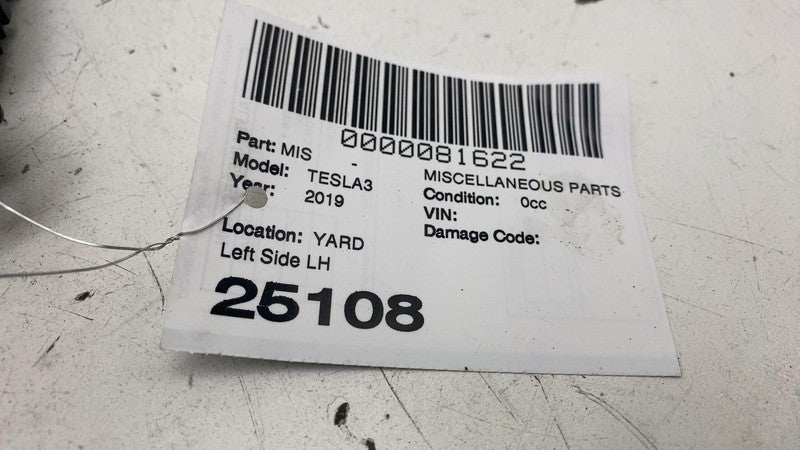 0000081622
Part: MIS - MISCELLANEOUS PARTS
Model: TESLA3 Condition: 0cc
Year: 2019 VIN:
Damage Code:
Location: YARD
Left Side LH
25108